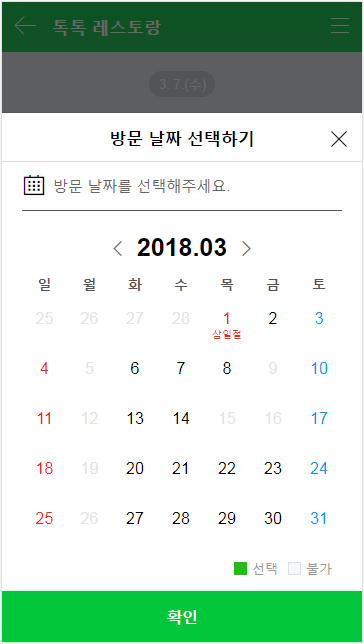 톡톡 레스토랑
3. 7.(수)
방문 날짜 선택하기
방문 날짜를 선택해주세요.
2018.03
일 월 화 수 목 금 토
25 26 27 28 1 2 3
삼일절
4 5 6 7 8 9 10
11 12 13 14 15 16 17
18 19 20 21 22 23 24
25 26 27 28 29 30 31
선택 불가
확인